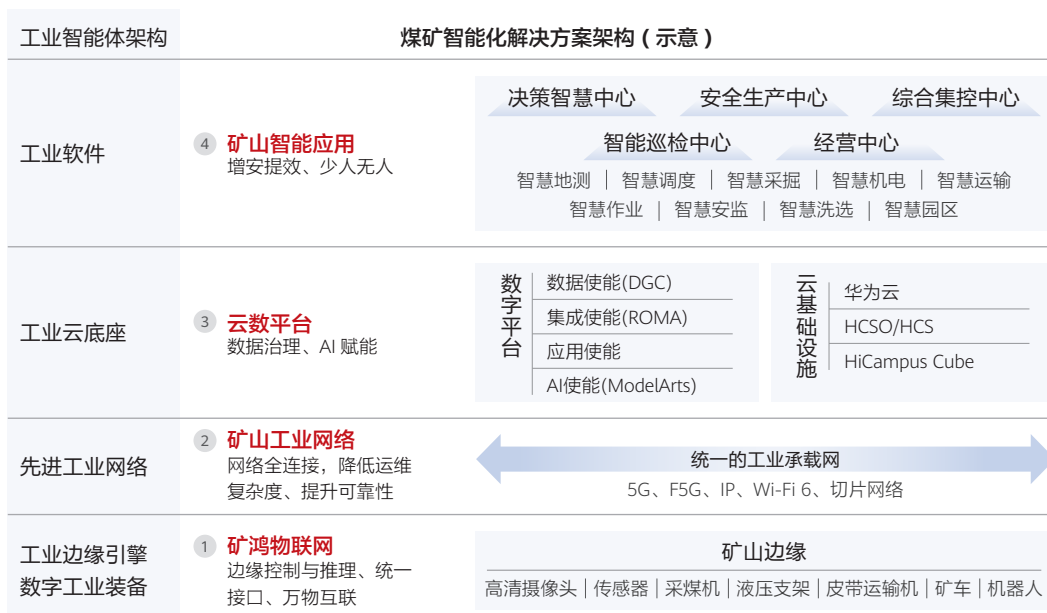 工业智能体架构
煤矿智能化解决方案架构（示意）
工业软件
4 矿山智能应用
增安提效、少人无人
决策智慧中心 安全生产中心 综合集控中心
智能巡检中心 经营中心
智慧地测｜智慧调度｜智慧采掘｜智慧机电｜智慧运输
智慧作业｜智慧安监｜智慧洗选｜智慧园区
工业云底座
3 云数平台
数据治理、AI 赋能
数字平台
数据使能(DGC)
集成使能(ROMA)
应用使能
AI使能(ModelArts)
云基础设施
华为云
HCSO/HCS
HiCampus Cube
先进工业网络
2 矿山工业网络
网络全连接，降低运维
复杂度、提升可靠性
统一的工业承载网
5G、F5G、IP、Wi-Fi 6、切片网络
工业边缘引擎
数字工业装备
1 矿鸿物联网
边缘控制与推理、统一
接口、万物互联
矿山边缘
高清摄像头｜传感器｜采煤机｜液压支架｜皮带运输机｜矿车｜机器人